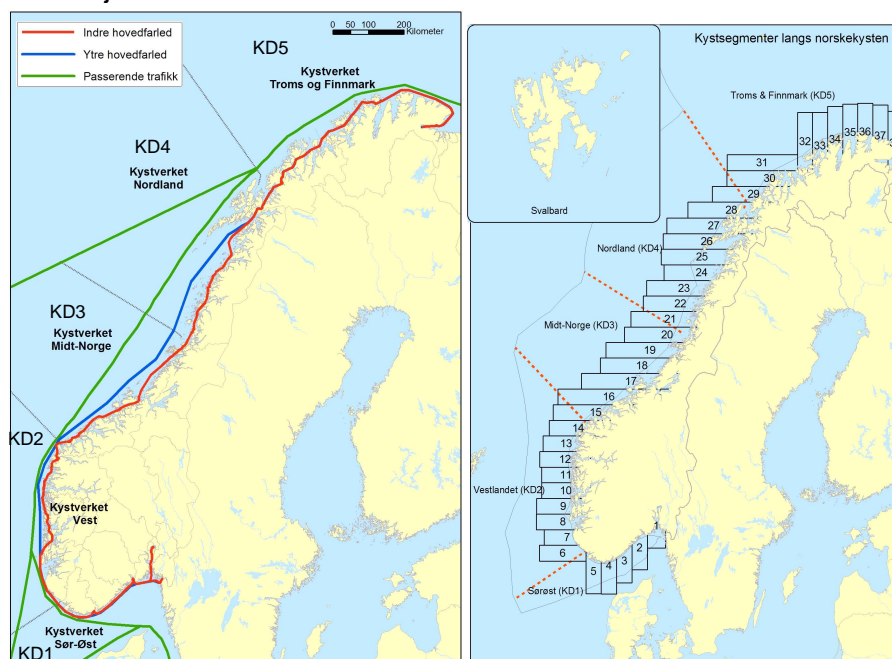 Indre hovedfarled
Ytre hovedfarled
Passerende trafikk
0 50 100 200
Kilometer
KD5
Kystverket
Troms og Finnmark
KD4
Kystverket
Nordland
KD3
Kystverket
Midt-Norge
KD2
Kystverket
Vest
Kystverket
Sør-Øst
KD1
Kystsegmenter langs norskekysten
Svalbard
Troms & Finnmark (KD5)
32
33
34
35
36
37
31
30
29
28
27
Nordland (KD4)
26
25
24
23
22
Midt-Norge (KD3)
21
20
19
18
17
16
15
14
13
12
11
Vestlandet (KD2)
10
9
8
7
6
5
4
3
2
1
Sørøst (KD1)